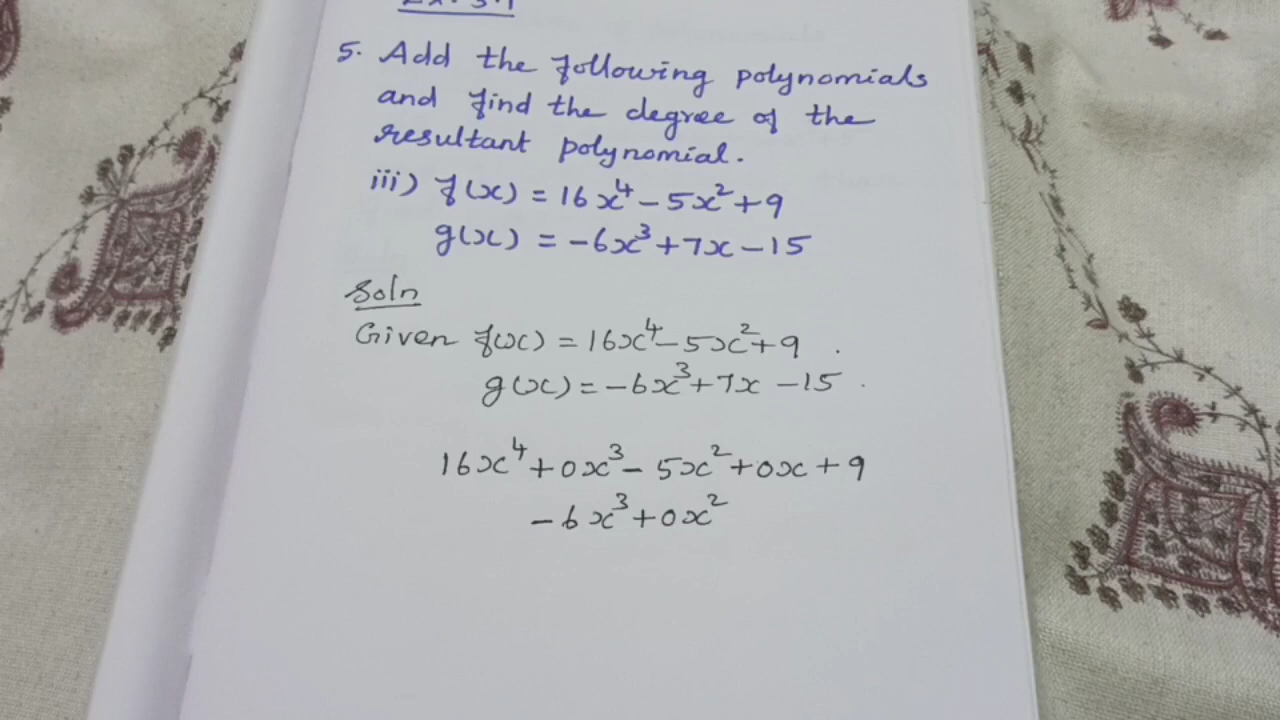 5. Add the following polynomials
and find the degree of the
resultant polynomial.
iii) f(x) = 16x⁴ - 5x² + 9
g(x) = -6x³ + 7x - 15
Soln
Given f(x) = 16x⁴ - 5x² + 9 .
g(x) = -6x³ + 7x - 15 .
16x⁴ + 0x³ - 5x² + 0x + 9
-6x³ + 0x²